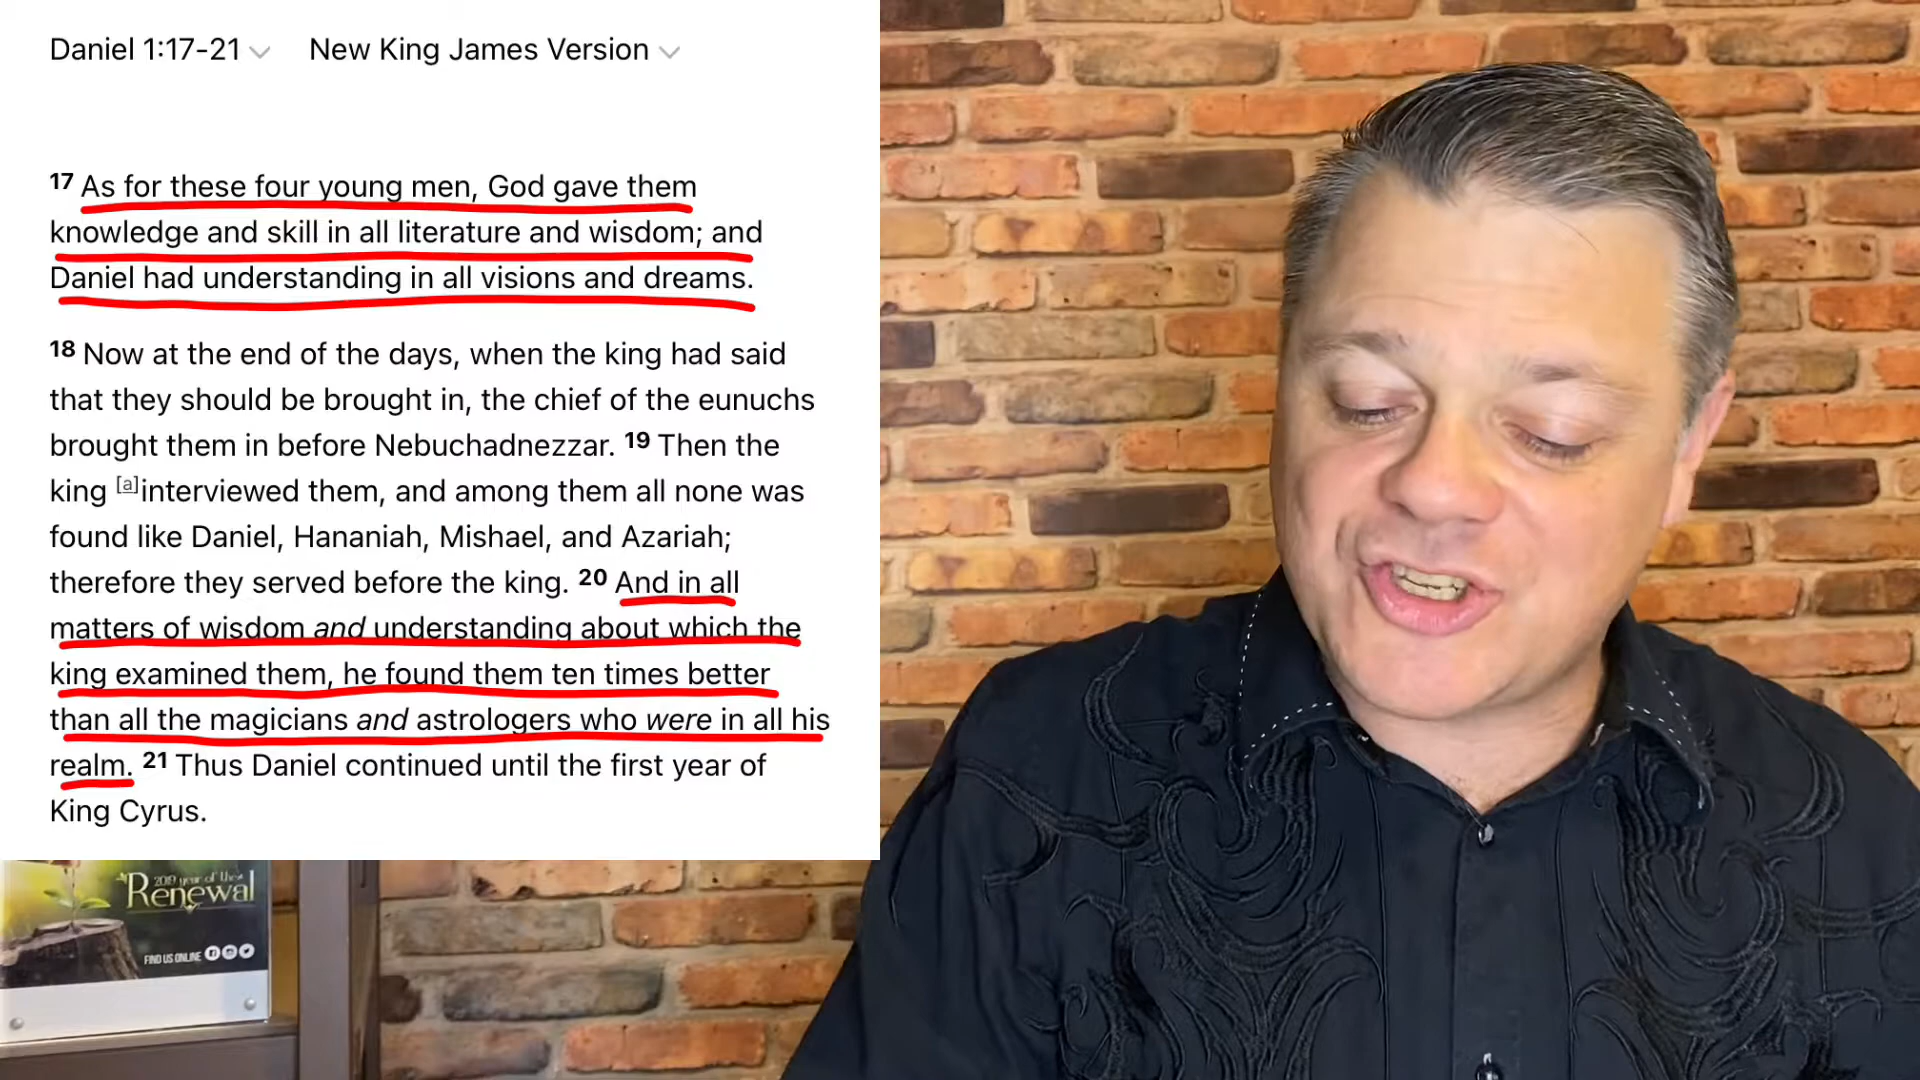 Daniel 1:17-21 New King James Version
17 As for these four young men, God gave them
knowledge and skill in all literature and wisdom; and
Daniel had understanding in all visions and dreams.
18 Now at the end of the days, when the king had said
that they should be brought in, the chief of the eunuchs
brought them in before Nebuchadnezzar. 19 Then the
king [a]interviewed them, and among them all none was
found like Daniel, Hananiah, Mishael, and Azariah;
therefore they served before the king. 20 And in all
matters of wisdom and understanding about which the
king examined them, he found them ten times better
than all the magicians and astrologers who were in all his
realm. 21 Thus Daniel continued until the first year of
King Cyrus.
2019 year of the
Renewal
FIND US ONLINE